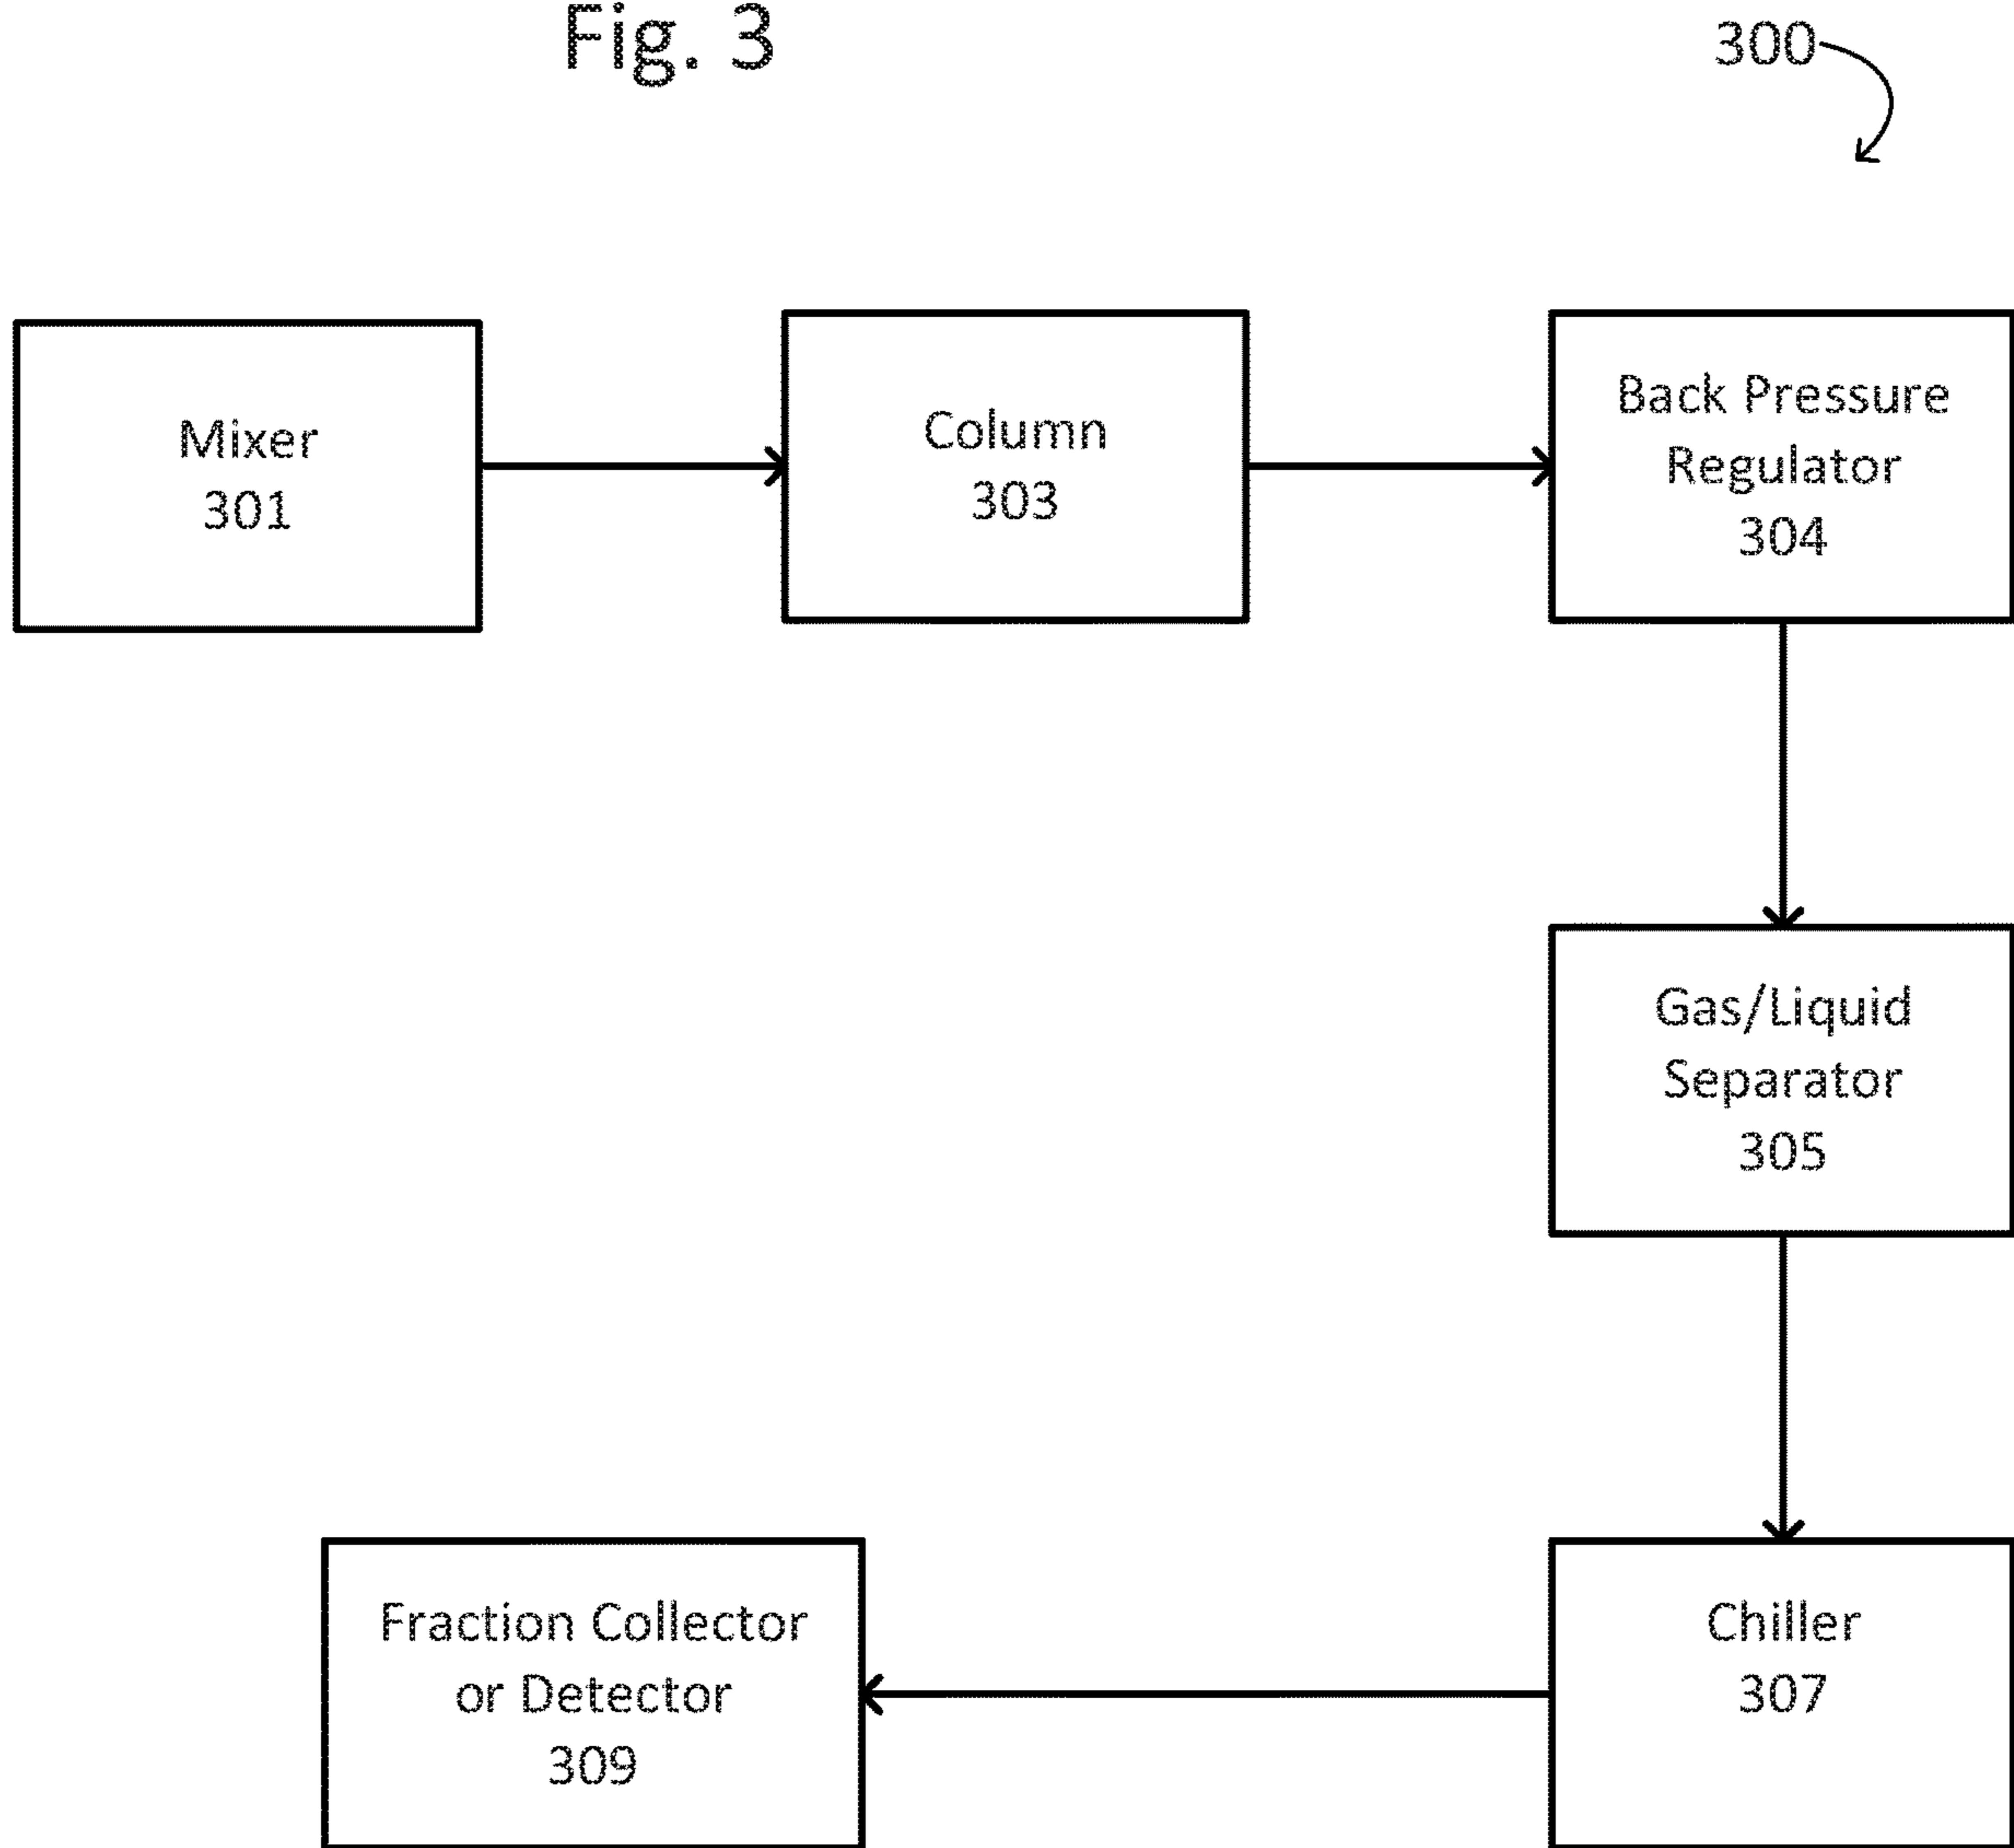 Fig. 3
300
Mixer
301
Column
303
Back Pressure
Regulator
304
Gas/Liquid
Separator
305
Chiller
307
Fraction Collector
or Detector
309